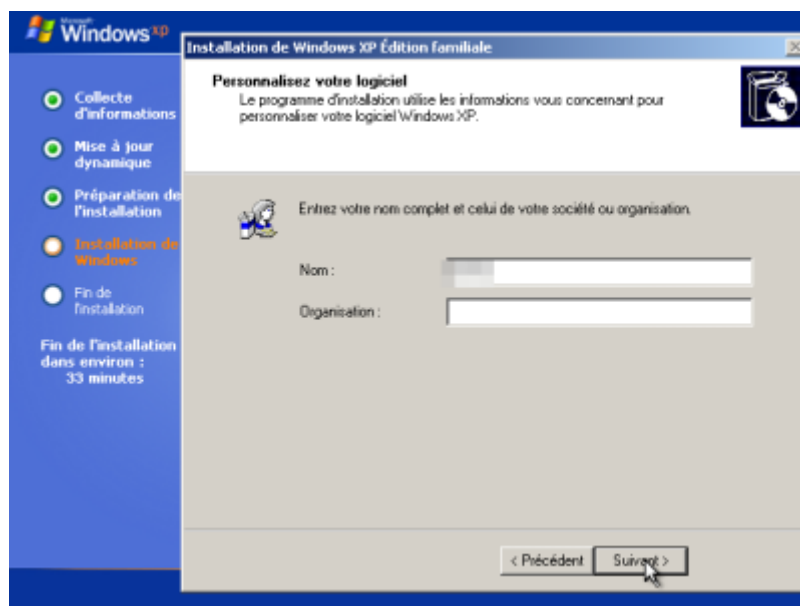 Microsoft
Windows xp
Installation de Windows XP Édition familiale
Personnalisez votre logiciel
Le programme d'installation utilise les informations vous concernant pour
personnaliser votre logiciel Windows XP.
Collecte
d'informations
Mise à jour
dynamique
Préparation de
l'installation
Installation de
Windows
Fin de
l'installation
Fin de l'installation
dans environ :
33 minutes
Entrez votre nom complet et celui de votre société ou organisation.
Nom :
Organisation :
< Précédent
Suivant >